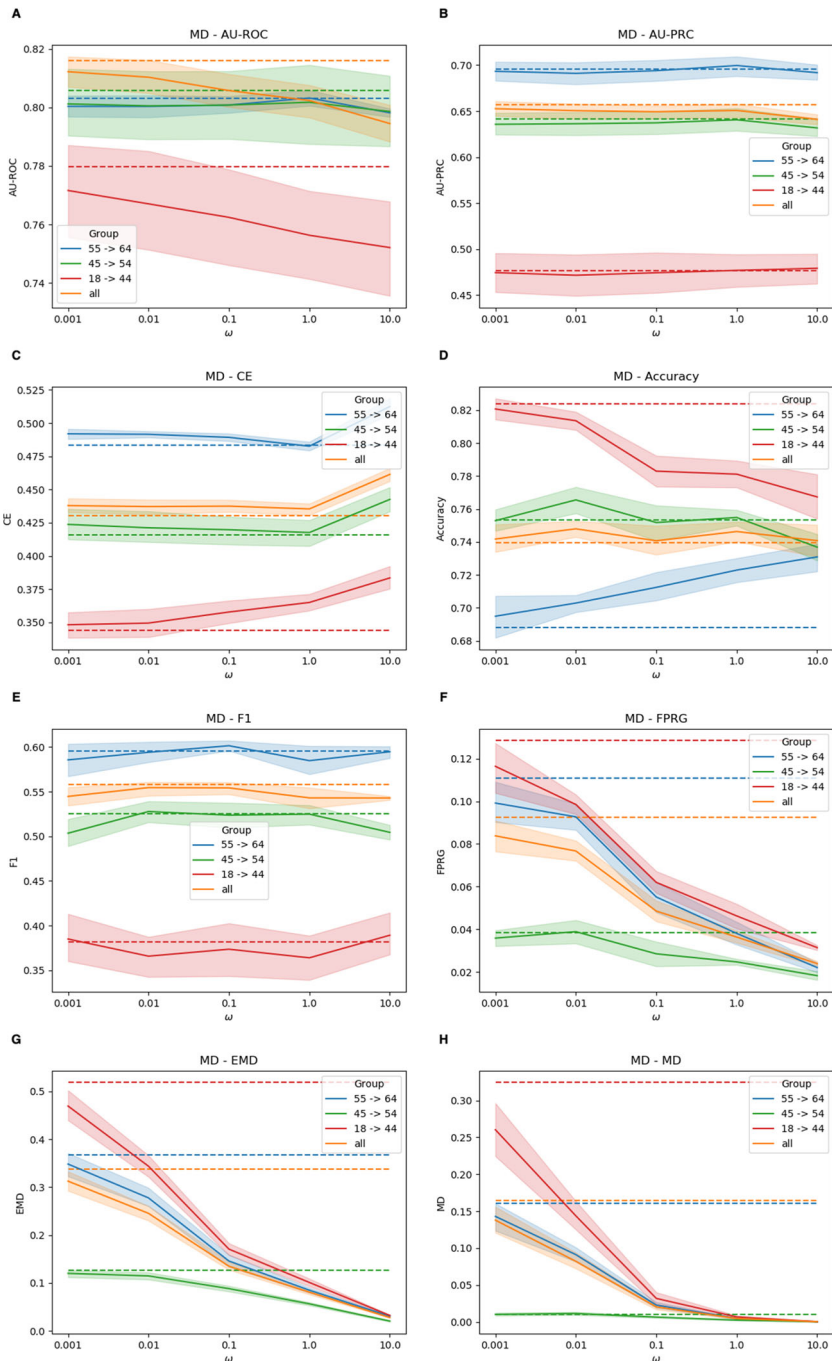 A
MD - AU-ROC
0.82
0.80
0.78
0.76
0.74
AU-ROC
Group
55 -> 64
45 -> 54
18 -> 44
all
0.001
0.01
0.1
1.0
10.0
ω
B
MD - AU-PRC
0.70
0.65
0.60
0.55
0.50
0.45
AU-PRC
Group
55 -> 64
45 -> 54
18 -> 44
all
0.001
0.01
0.1
1.0
10.0
ω
C
MD - CE
0.525
0.500
0.475
0.450
0.425
0.400
0.375
0.350
CE
Group
55 -> 64
45 -> 54
18 -> 44
all
0.001
0.01
0.1
1.0
10.0
ω
D
MD - Accuracy
0.82
0.80
0.78
0.76
0.74
0.72
0.70
0.68
Accuracy
Group
55 -> 64
45 -> 54
18 -> 44
all
0.001
0.01
0.1
1.0
10.0
ω
E
MD - F1
0.60
0.55
0.50
0.45
0.40
0.35
F1
Group
55 -> 64
45 -> 54
18 -> 44
all
0.001
0.01
0.1
1.0
10.0
ω
F
MD - FPRG
0.12
0.10
0.08
0.06
0.04
0.02
FPRG
Group
55 -> 64
45 -> 54
18 -> 44
all
0.001
0.01
0.1
1.0
10.0
ω
G
MD - EMD
0.5
0.4
0.3
0.2
0.1
0.0
EMD
Group
55 -> 64
45 -> 54
18 -> 44
all
0.001
0.01
0.1
1.0
10.0
ω
H
MD - MD
0.30
0.25
0.20
0.15
0.10
0.05
0.00
MD
Group
55 -> 64
45 -> 54
18 -> 44
all
0.001
0.01
0.1
1.0
10.0
ω